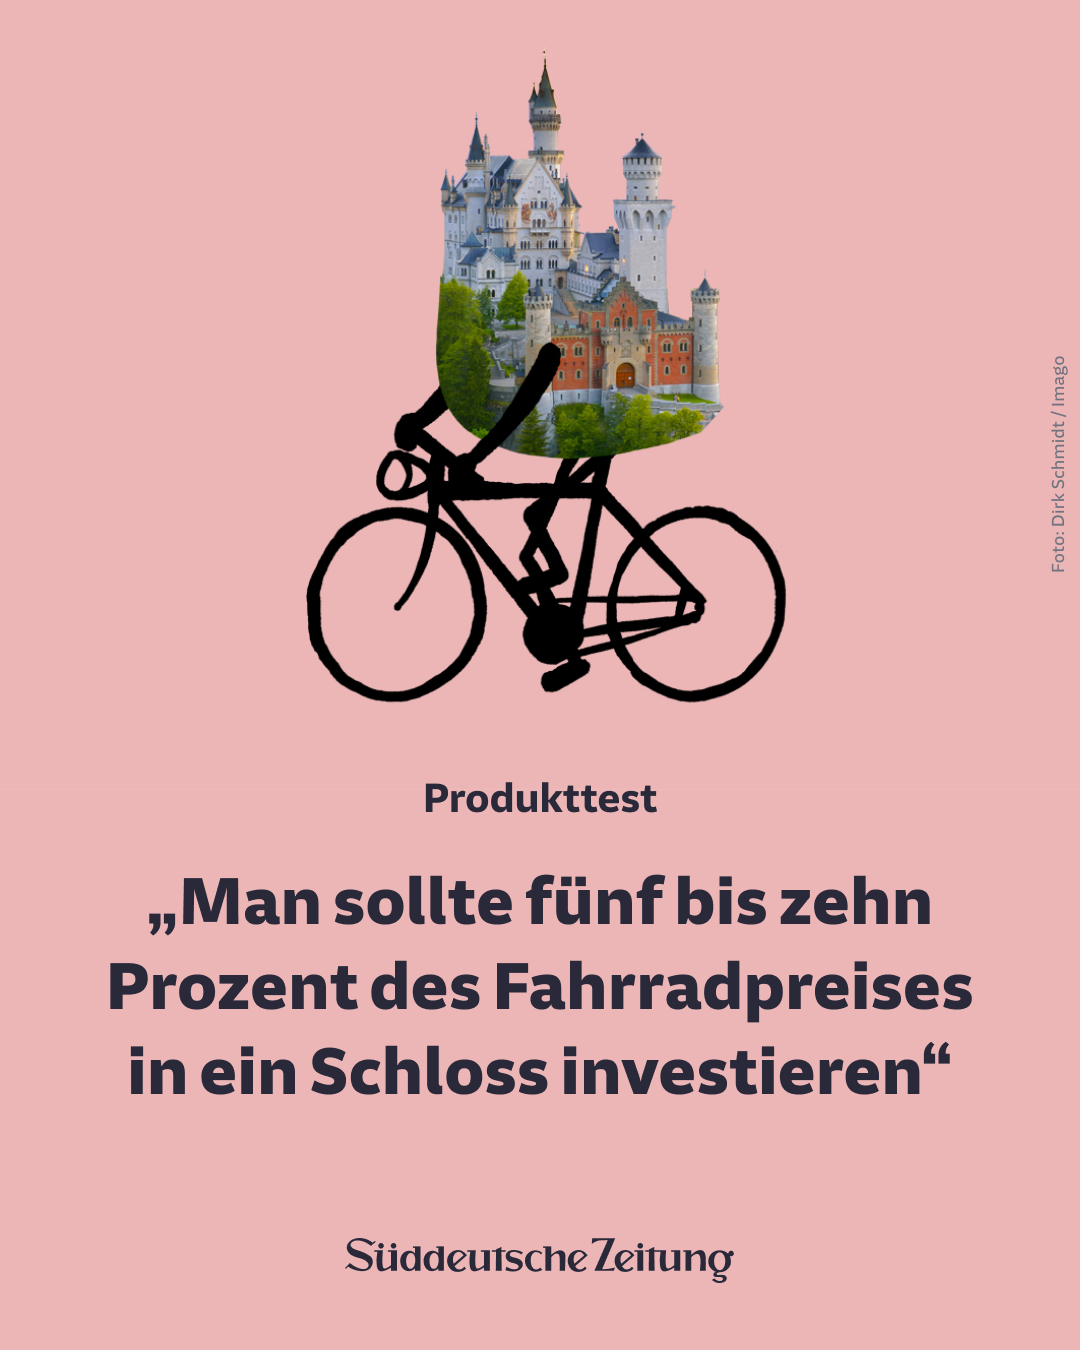 Foto: Dirk Schmidt / Imago
Produkttest
„Man sollte fünf bis zehn
Prozent des Fahrradpreises
in ein Schloss investieren“
Süddeutsche Zeitung